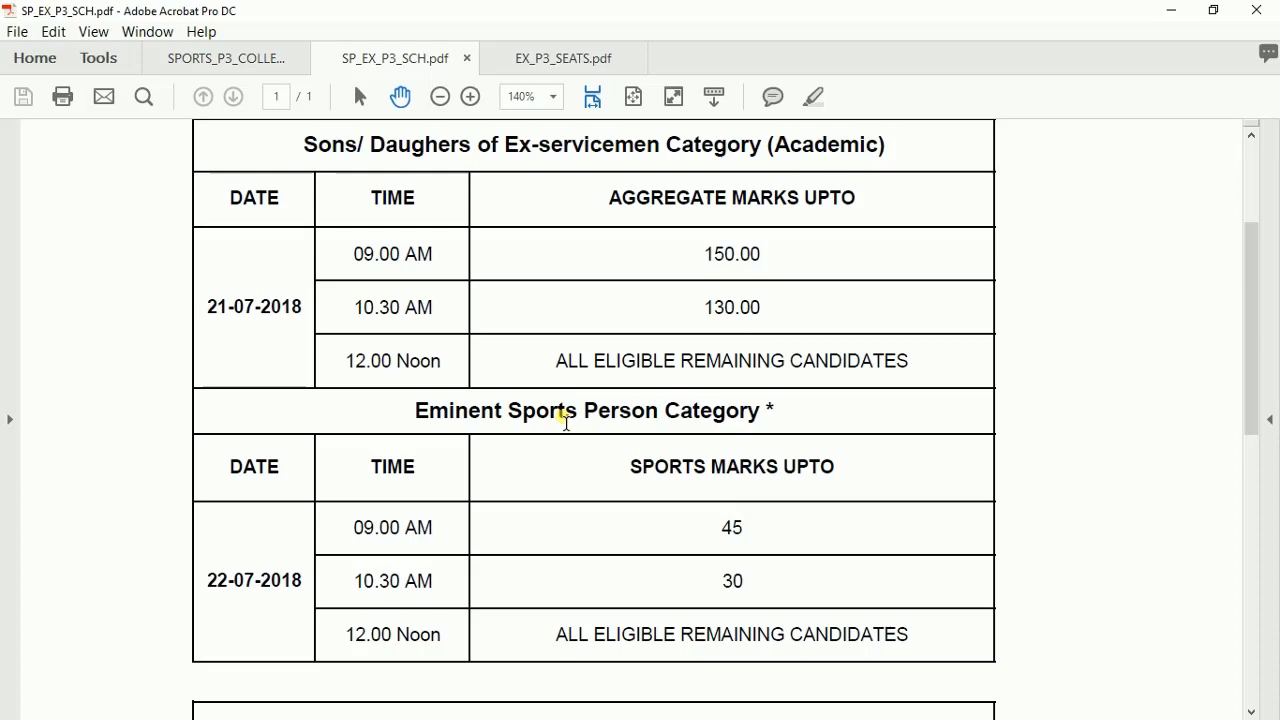 SP_EX_P3_SCH.pdf - Adobe Acrobat Pro DC
File Edit View Window Help
Home Tools SPORTS_P3_COLLE... SP_EX_P3_SCH.pdf × EX_P3_SEATS.pdf
1 / 1 140%
Sons/ Daughers of Ex-servicemen Category (Academic)
DATE TIME AGGREGATE MARKS UPTO
09.00 AM 150.00
21-07-2018 10.30 AM 130.00
12.00 Noon ALL ELIGIBLE REMAINING CANDIDATES
Eminent Sports Person Category *
DATE TIME SPORTS MARKS UPTO
09.00 AM 45
22-07-2018 10.30 AM 30
12.00 Noon ALL ELIGIBLE REMAINING CANDIDATES